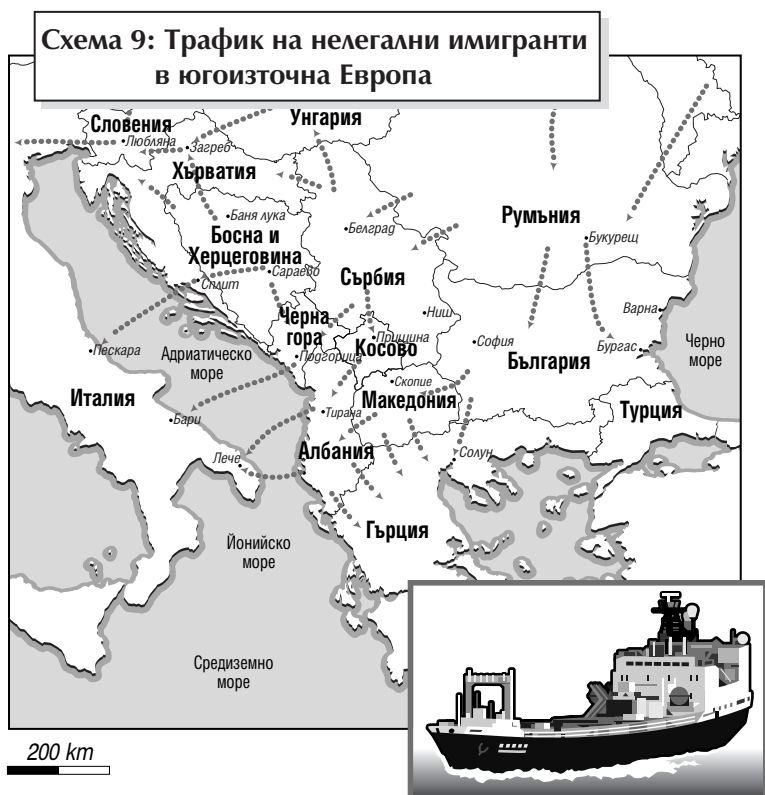 Схема 9: Трафик на нелегални имигранти
в югоизточна Европа
Словения
Любляна
Загреб
Унгария
Хърватия
Баня лука
Босна и
Херцеговина
Сараево
Сплит
Белград
Сърбия
Румъния
Букурещ
Черна
гора
Подгорица
Ниш
Прищина
Косово
София
България
Варна
Бургас
Черно
море
Пескара
Адриатическо
море
Италия
Бари
Скопие
Македония
Тирана
Турция
Лече
Албания
Солун
Гърция
Йонийско
море
Средиземно
море
200 km